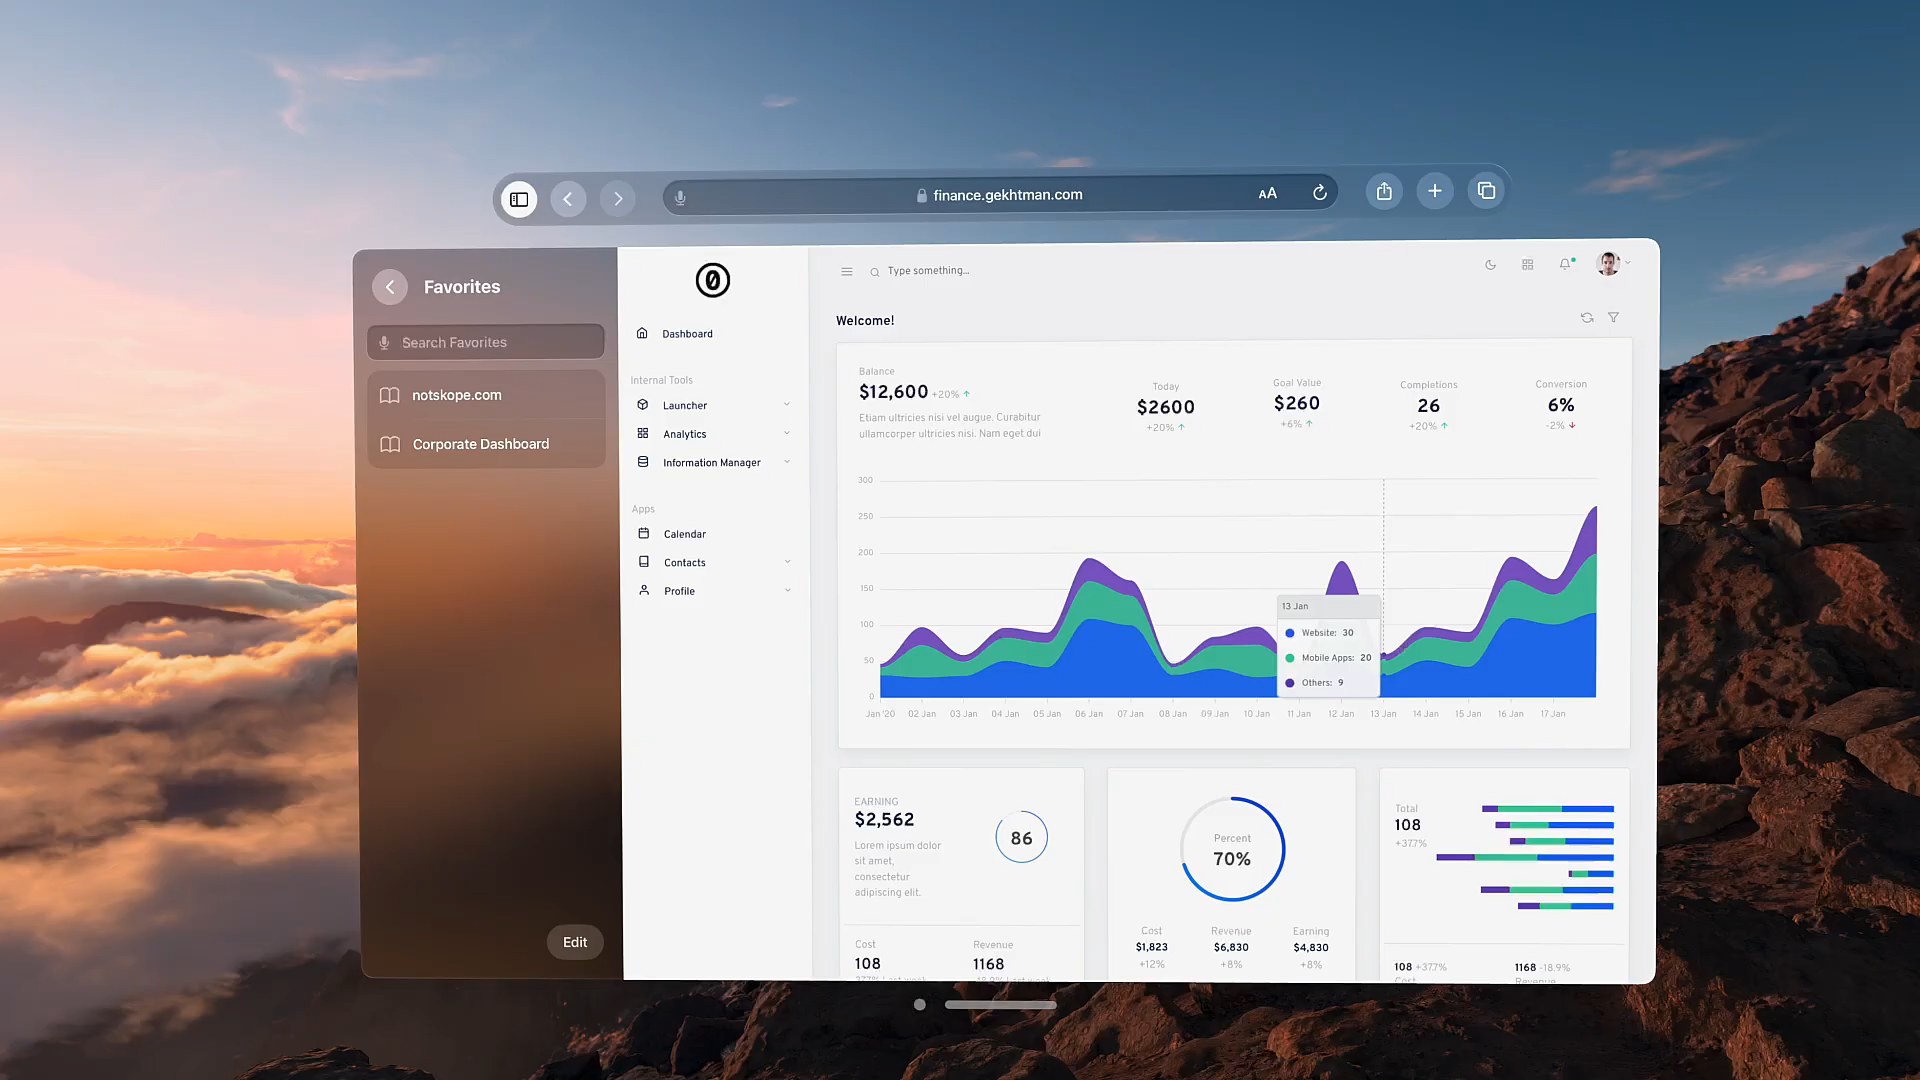 finance.gekhtman.com
AA
Favorites
Search Favorites
notskope.com
Corporate Dashboard
Edit
0
Dashboard
Internal Tools
Launcher
Analytics
Information Manager
Apps
Calendar
Contacts
Profile
Type something...
Welcome!
Balance
$12,600 +20%
Etiam ultricies nisi vel augue. Curabitur
ullamcorper ultricies nisi. Nam eget dui
Today
$2600
+20%
Goal Value
$260
+6%
Completions
26
+20%
Conversion
6%
-2%
300
250
200
150
100
50
0
13 Jan
Website: 30
Mobile Apps: 20
Others: 9
Jan '20 02 Jan 03 Jan 04 Jan 05 Jan 06 Jan 07 Jan 08 Jan 09 Jan 10 Jan 11 Jan 12 Jan 13 Jan 14 Jan 15 Jan 16 Jan 17 Jan
EARNING
$2,562
Lorem ipsum dolor
sit amet,
consectetur
adipiscing elit.
86
Cost
108
Revenue
1168
Percent
70%
Cost
$1,823
+12%
Revenue
$6,830
+8%
Earning
$4,830
+8%
Total
108
+37.7%
108 +37.7%
Cost
1168 -18.9%
Revenue